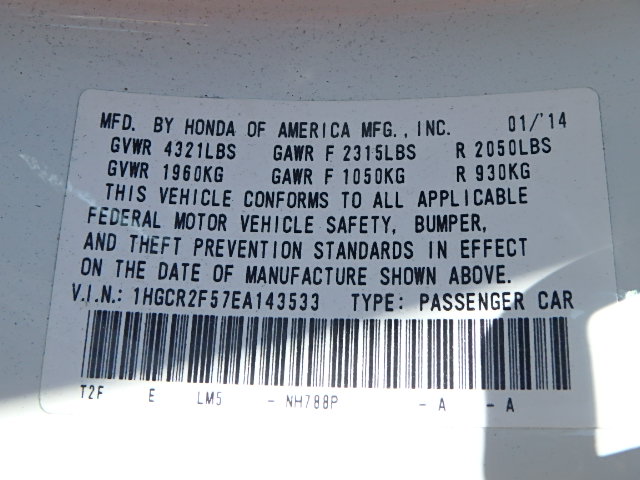 MFD. BY HONDA OF AMERICA MFG., INC. 01/'14
GVWR 4321LBS GAWR F 2315LBS R 2050LBS
GVWR 1960KG GAWR F 1050KG R 930KG
THIS VEHICLE CONFORMS TO ALL APPLICABLE
FEDERAL MOTOR VEHICLE SAFETY, BUMPER,
AND THEFT PREVENTION STANDARDS IN EFFECT
ON THE DATE OF MANUFACTURE SHOWN ABOVE.
V.I.N.: 1HGCR2F57EA143533 TYPE: PASSENGER CAR
T2F E LM5 - NH788P - A - A